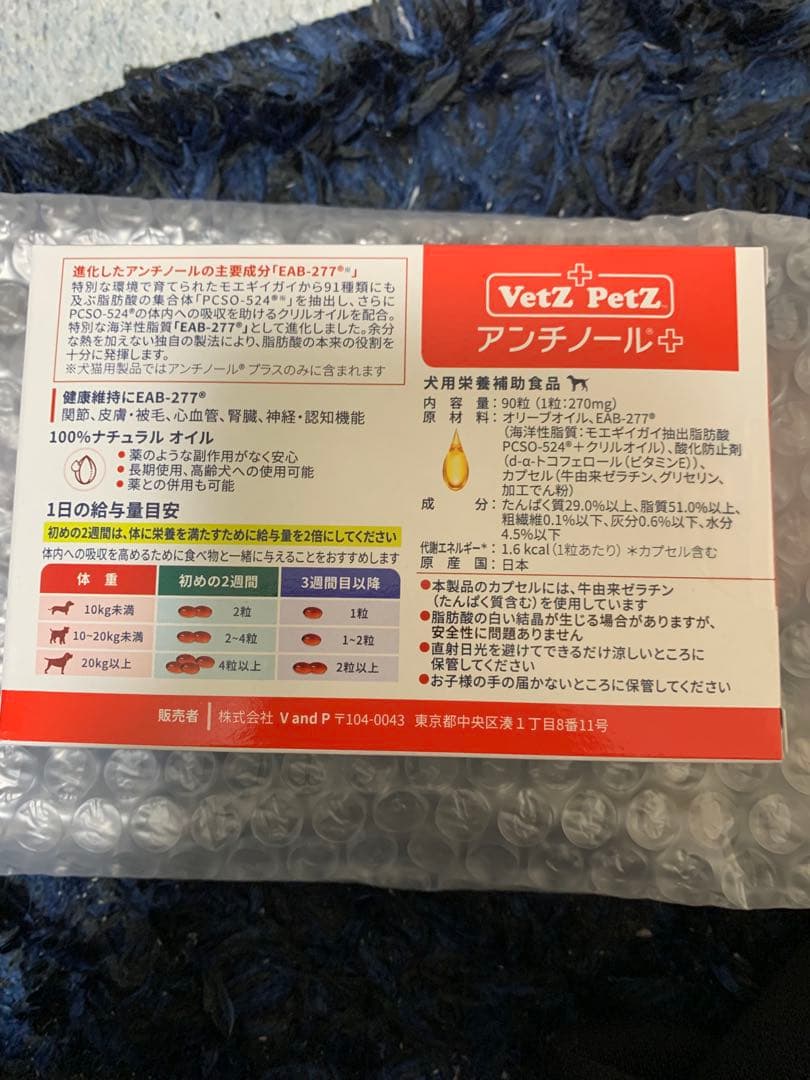 進化したアンチノールの主要成分「EAB-277®※」
特別な環境で育てられたモエギイガイから91種類にも
及ぶ脂肪酸の集合体「PCSO-524®※」を抽出し、さらに
PCSO-524®の体内への吸収を助けるクリルオイルを配合。
特別な海洋性脂質「EAB-277®」として進化しました。余分
な熱を加えない独自の製法により、脂肪酸の本来の役割を
十分に発揮します。
※犬猫用製品ではアンチノール® プラスのみに含まれます
健康維持にEAB-277®
関節、皮膚・被毛、心血管、腎臓、神経・認知機能
100%ナチュラル オイル
●薬のような副作用がなく安心
●長期使用、高齢犬への使用可能
●薬との併用も可能
1日の給与量目安
初めの2週間は、体に栄養を満たすために給与量を2倍にしてください
体内への吸収を高めるために食べ物と一緒に与えることをおすすめします
体 重 初めの2週間 3週間目以降
10kg未満 2粒 1粒
10~20kg未満 2~4粒 1~2粒
20kg以上 4粒以上 2粒以上
VetZ PetZ™
アンチノール®+
犬用栄養補助食品
内 容 量：90粒（1粒：270mg）
原 材 料：オリーブオイル、EAB-277®
（海洋性脂質：モエギイガイ抽出脂肪酸
PCSO-524®＋クリルオイル）、酸化防止剤
（d-α-トコフェロール（ビタミンE））、
カプセル（牛由来ゼラチン、グリセリン、
加工でん粉）
成 分：たんぱく質29.0%以上、脂質51.0%以上、
粗繊維0.1%以下、灰分0.6%以下、水分
4.5%以下
代謝エネルギー*：1.6 kcal（1粒あたり）＊カプセル含む
原 産 国：日本
●本製品のカプセルには、牛由来ゼラチン
（たんぱく質含む）を使用しています
●脂肪酸の白い結晶が生じる場合がありますが、
安全性に問題ありません
●直射日光を避けてできるだけ涼しいところに
保管してください
●お子様の手の届かないところに保管してください
販売者 株式会社 V and P 〒104-0043 東京都中央区湊1丁目8番11号